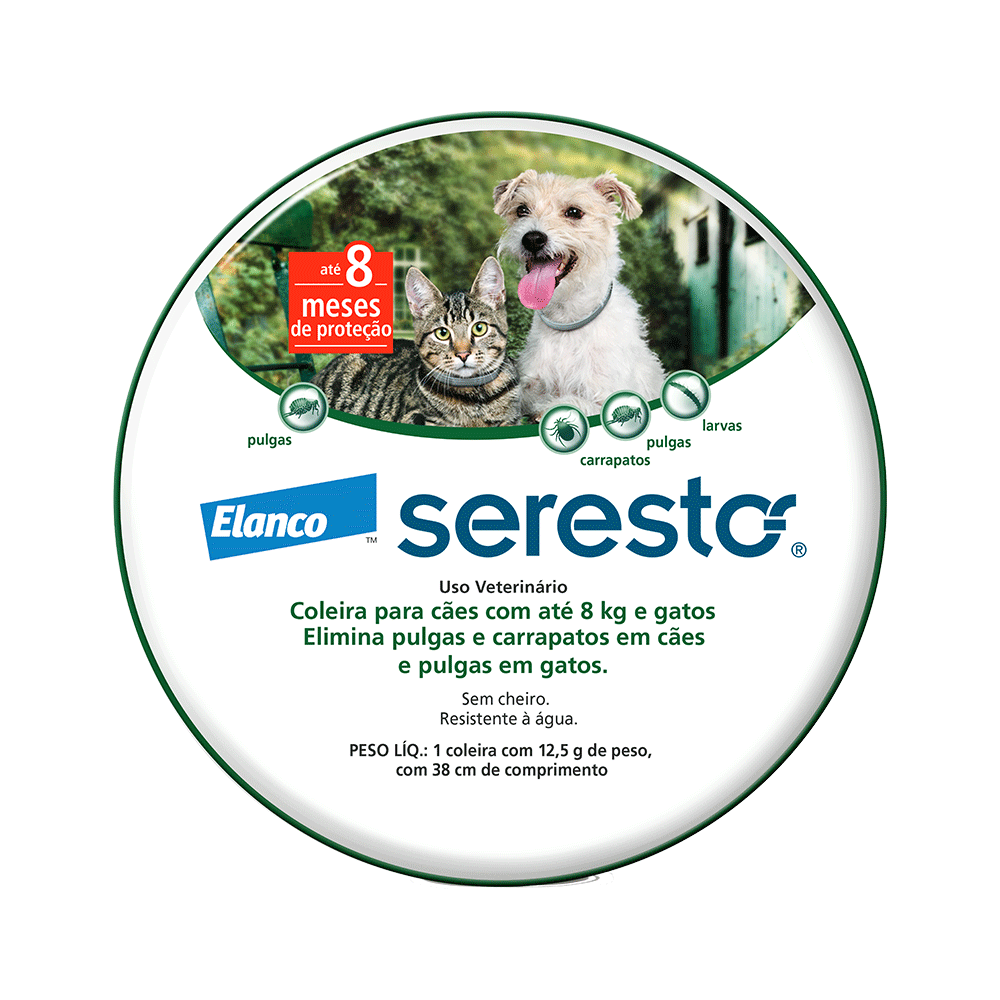 até 8
meses
de proteção
pulgas
larvas
pulgas
carrapatos
Elanco
TM
seresto
®
Uso Veterinário
Coleira para cães com até 8 kg e gatos
Elimina pulgas e carrapatos em cães
e pulgas em gatos.
Sem cheiro.
Resistente à água.
PESO LÍQ.: 1 coleira com 12,5 g de peso,
com 38 cm de comprimento